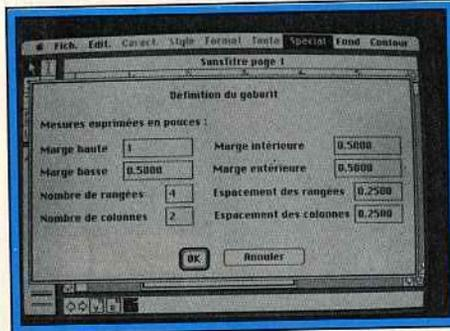 Fich. Edit. Caract. Style Format Texte Spécial Fond Contour
SansTitre page 1
Définition du gabarit
Mesures exprimées en pouces :
Marge haute 1 Marge intérieure 0.5000
Marge basse 0.5000 Marge extérieure 0.5000
Nombre de rangées 4 Espacement des rangées 0.2500
Nombre de colonnes 2 Espacement des colonnes 0.2500
OK Annuler